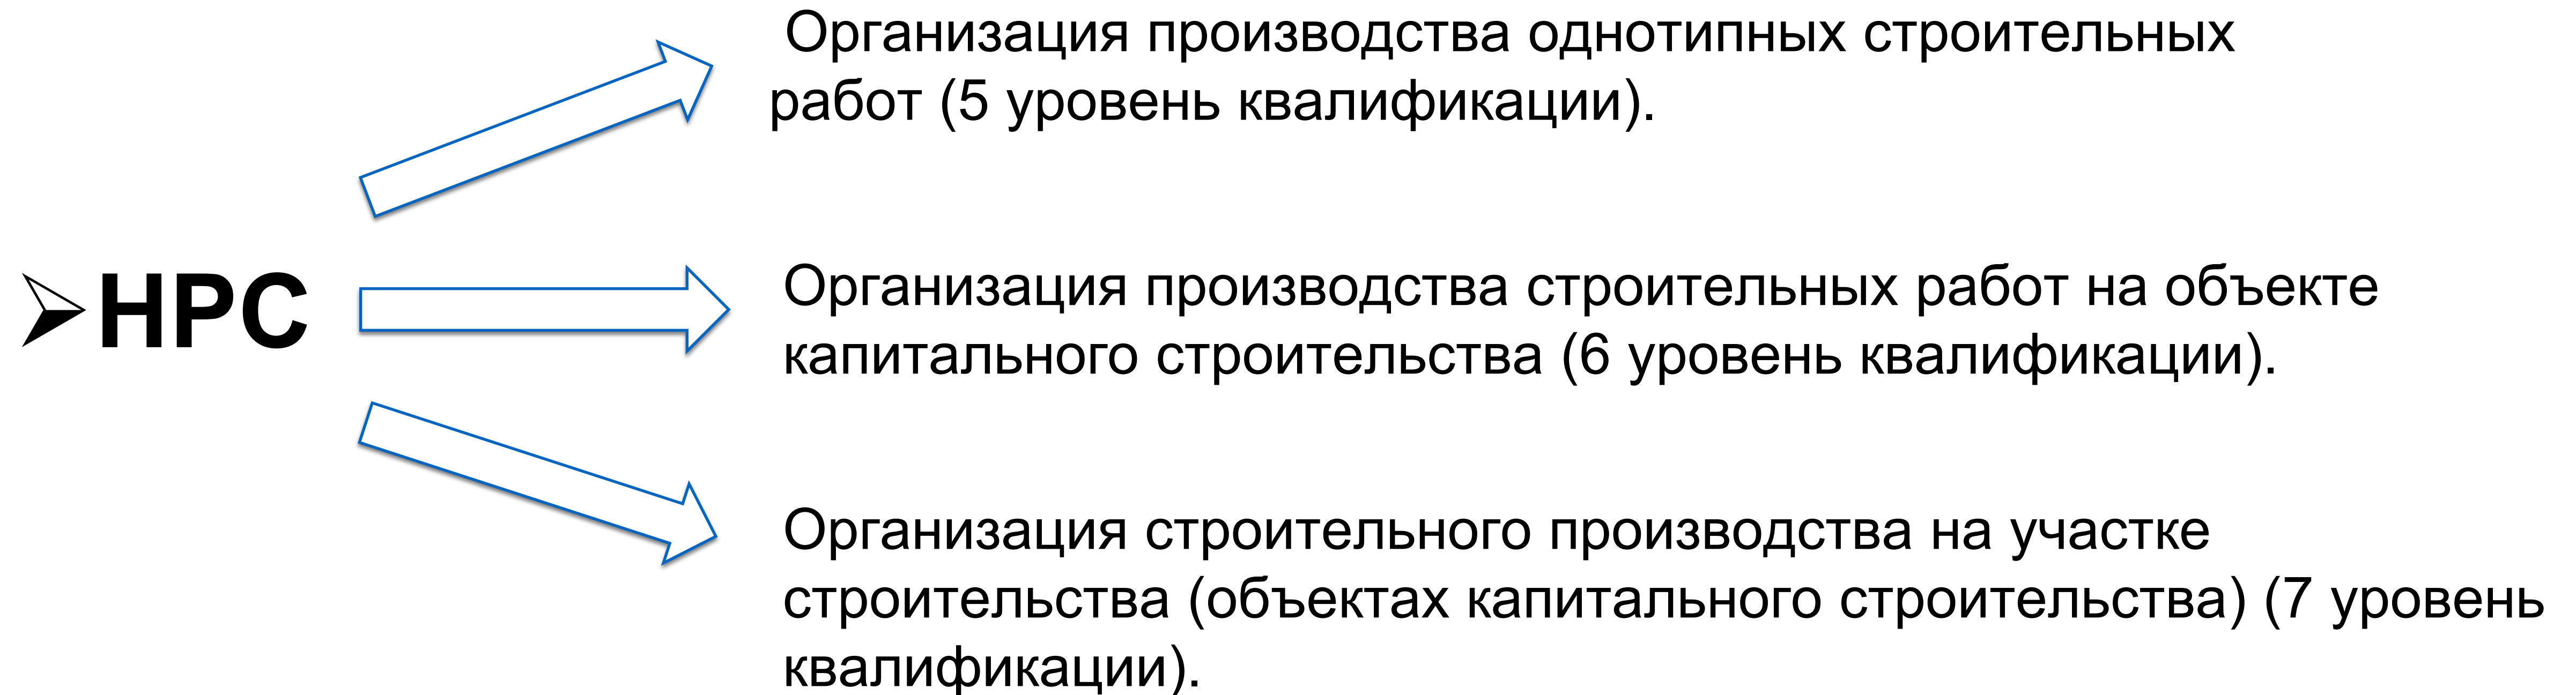 Организация производства однотипных строительных
работ (5 уровень квалификации).
НРС
Организация производства строительных работ на объекте
капитального строительства (6 уровень квалификации).
Организация строительного производства на участке
строительства (объектах капитального строительства) (7 уровень
квалификации).